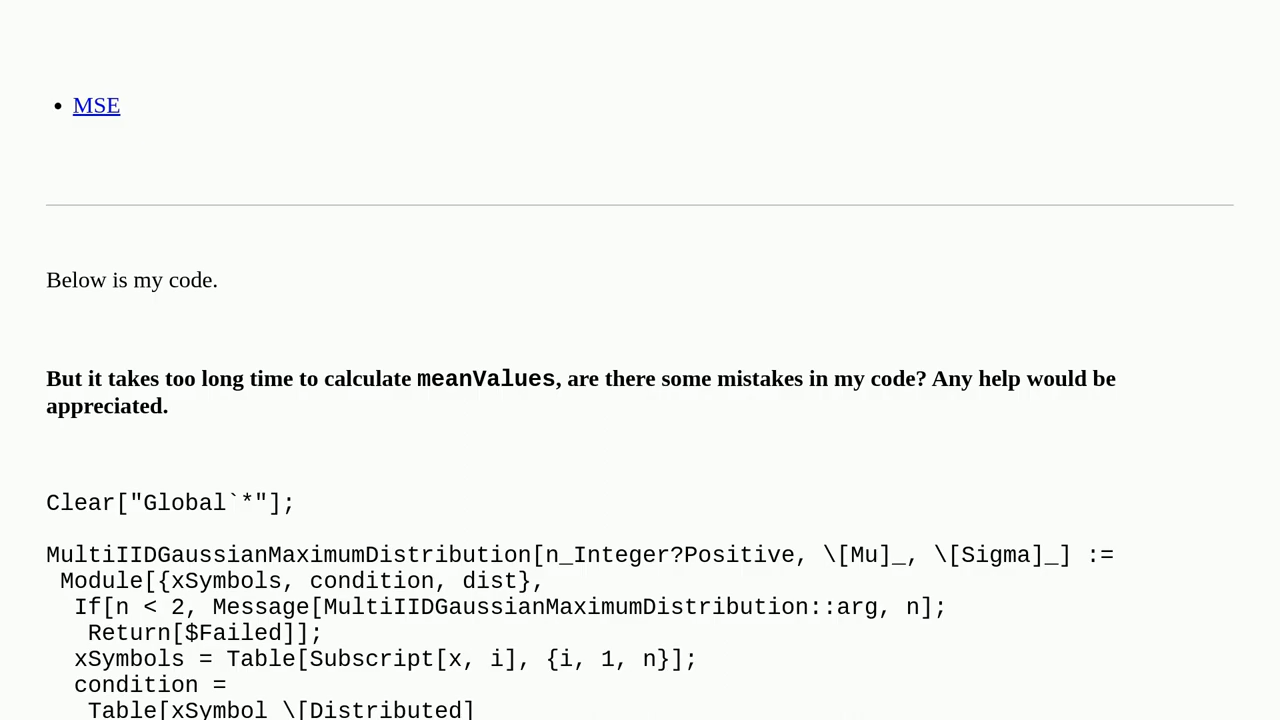 • MSE
Below is my code.
But it takes too long time to calculate meanValues, are there some mistakes in my code? Any help would be
appreciated.
Clear["Global`*"];
MultiIIDGaussianMaximumDistribution[n_Integer?Positive, \[Mu]_, \[Sigma]_] :=
 Module[{xSymbols, condition, dist},
  If[n < 2, Message[MultiIIDGaussianMaximumDistribution::arg, n];
   Return[$Failed]];
  xSymbols = Table[Subscript[x, i], {i, 1, n}];
  condition =
   Table[xSymbol \[Distributed]